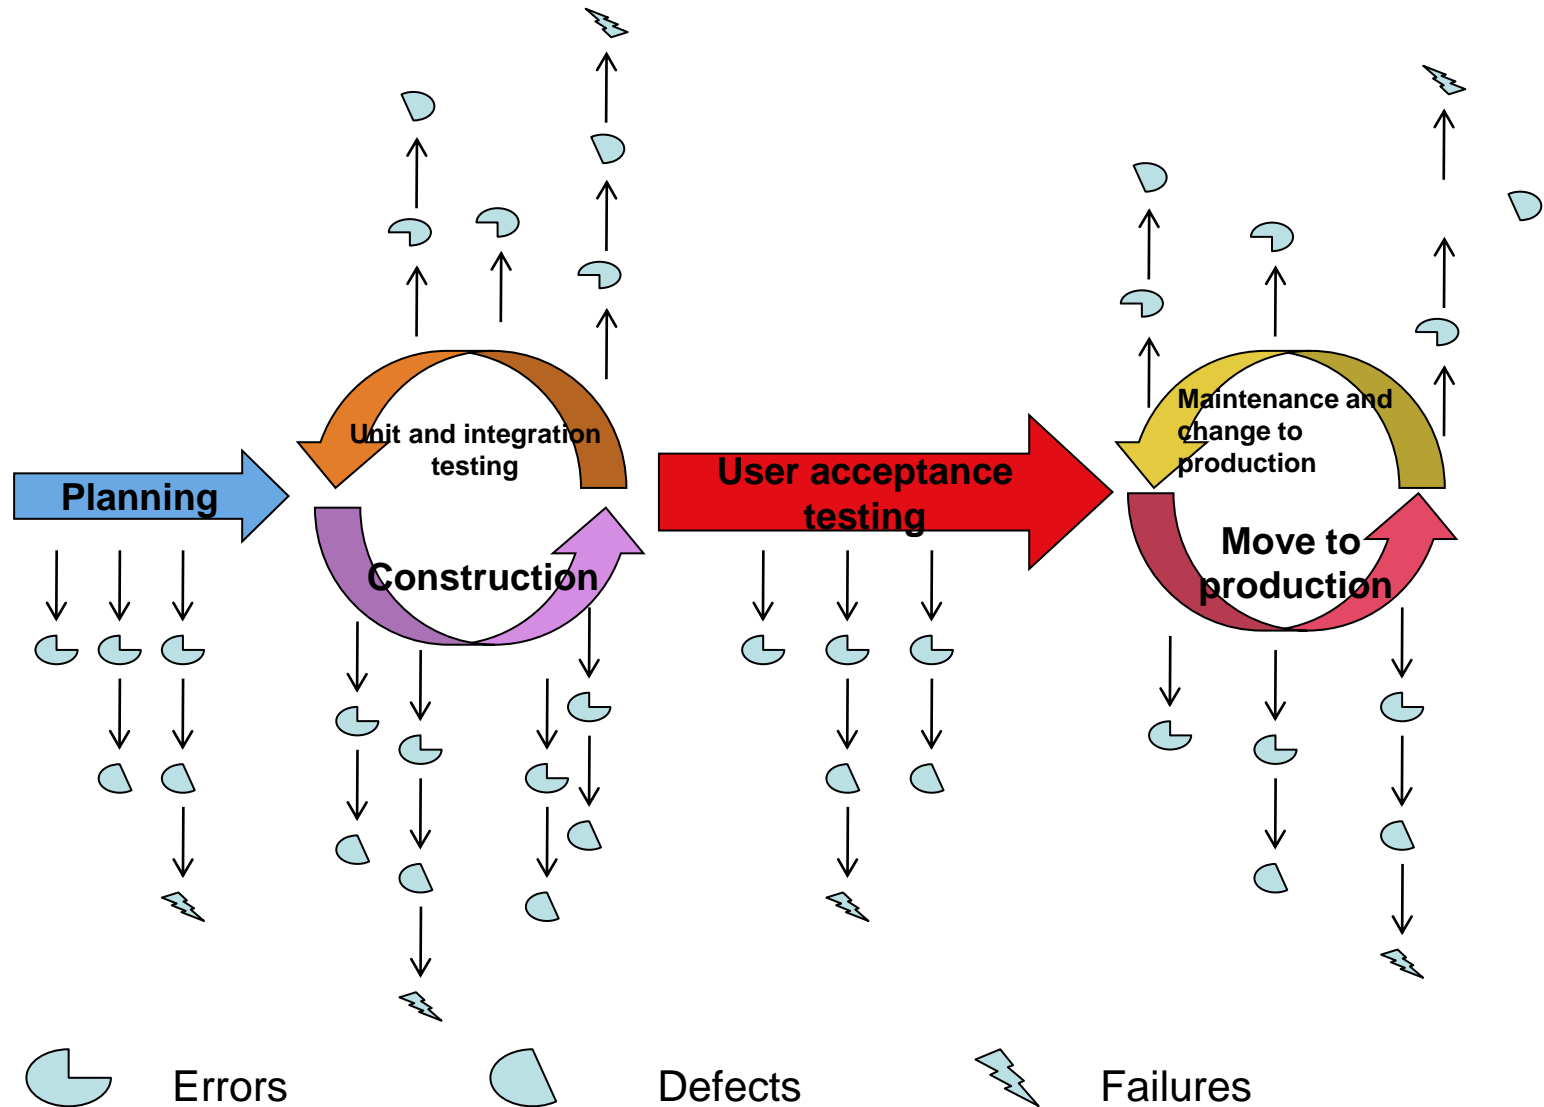 Unit and integration
testing
Maintenance and
change to
production
Planning
User acceptance
testing
Construction
Move to
production
Errors
Defects
Failures